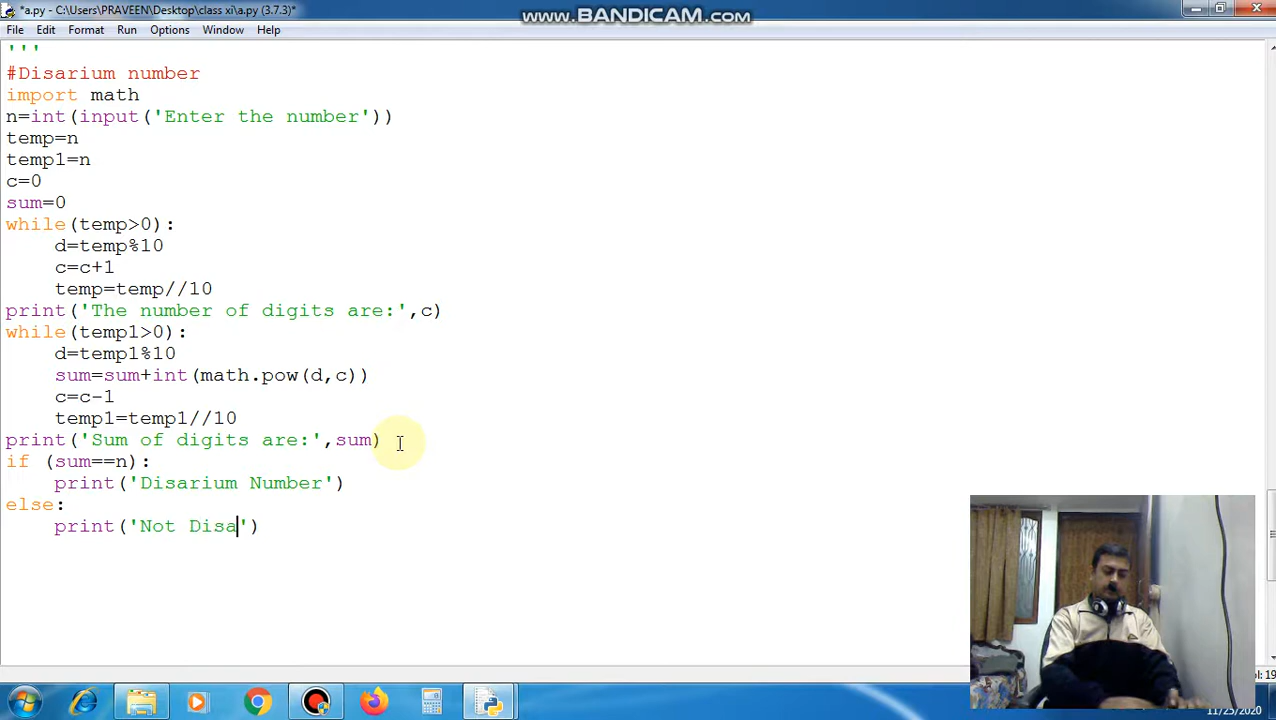 *a.py - C:\Users\PRAVEEN\Desktop\class xi\a.py (3.7.3)*
www.BANDICAM.com
File Edit Format Run Options Window Help
'''
#Disarium number
import math
n=int(input('Enter the number'))
temp=n
temp1=n
c=0
sum=0
while(temp>0):
    d=temp%10
    c=c+1
    temp=temp//10
print('The number of digits are:',c)
while(temp1>0):
    d=temp1%10
    sum=sum+int(math.pow(d,c))
    c=c-1
    temp1=temp1//10
print('Sum of digits are:',sum)
if (sum==n):
    print('Disarium Number')
else:
    print('Not Disa')
11/25/2020